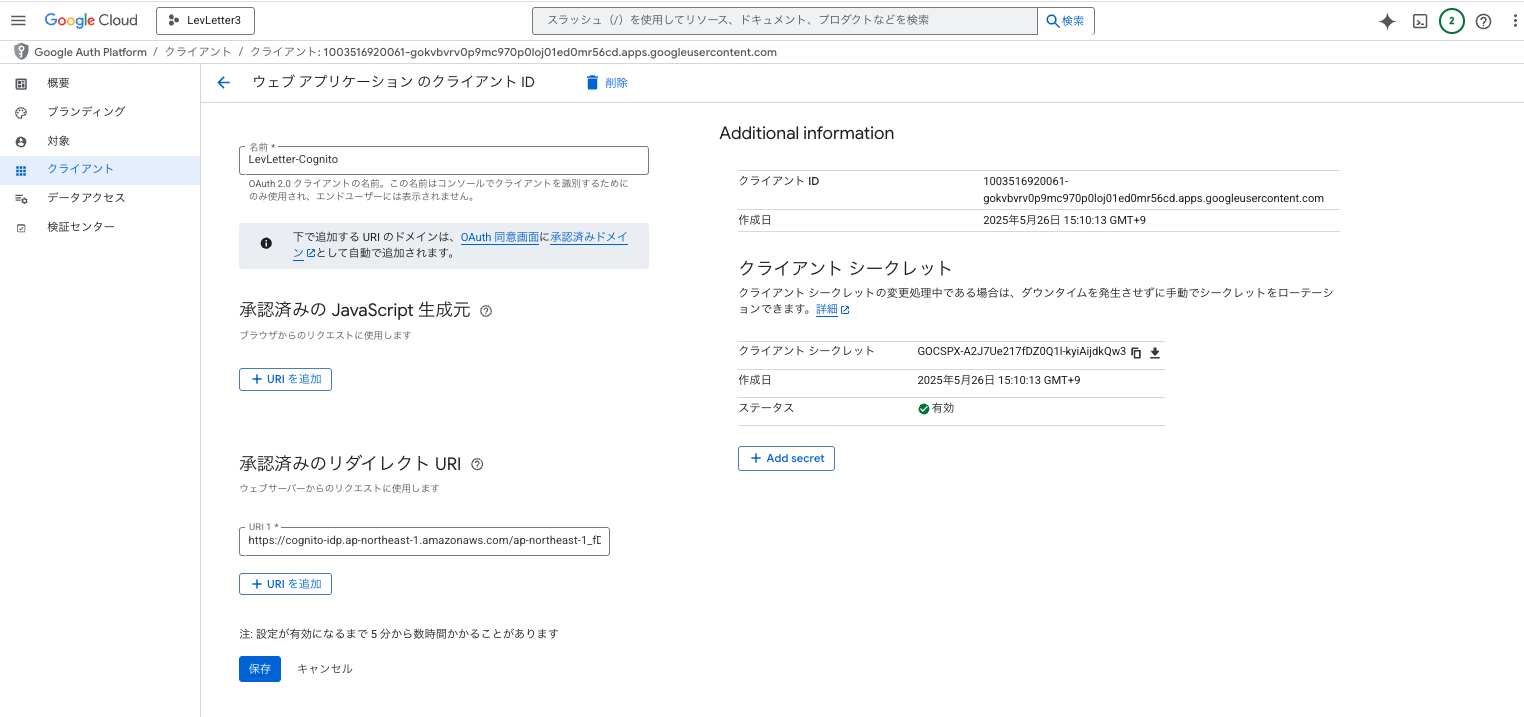 Google Cloud
LevLetter3
スラッシュ（/）を使用してリソース、ドキュメント、プロダクトなどを検索
検索
2
Google Auth Platform / クライアント / クライアント: 1003516920061-gokvbvrv0p9mc970p0loj01ed0mr56cd.apps.googleusercontent.com
概要
ブランディング
対象
クライアント
データアクセス
検証センター
ウェブ アプリケーション のクライアント ID
削除
名前 *
LevLetter-Cognito
OAuth 2.0 クライアントの名前。この名前はコンソールでクライアントを識別するために
のみ使用され、エンドユーザーには表示されません。
下で追加する URI のドメインは、OAuth 同意画面に承認済みドメイ
ンとして自動で追加されます。
承認済みの JavaScript 生成元
ブラウザからのリクエストに使用します
+ URI を追加
承認済みのリダイレクト URI
ウェブサーバーからのリクエストに使用します
URI 1 *
https://cognito-idp.ap-northeast-1.amazonaws.com/ap-northeast-1_fD
+ URI を追加
注: 設定が有効になるまで 5 分から数時間かかることがあります
保存
キャンセル
Additional information
クライアント ID
1003516920061-
gokvbvrv0p9mc970p0loj01ed0mr56cd.apps.googleusercontent.com
作成日
2025年5月26日 15:10:13 GMT+9
クライアント シークレット
クライアント シークレットの変更処理中である場合は、ダウンタイムを発生させずに手動でシークレットをローテーシ
ョンできます。詳細
クライアント シークレット
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
作成日
2025年5月26日 15:10:13 GMT+9
ステータス
有効
+ Add secret